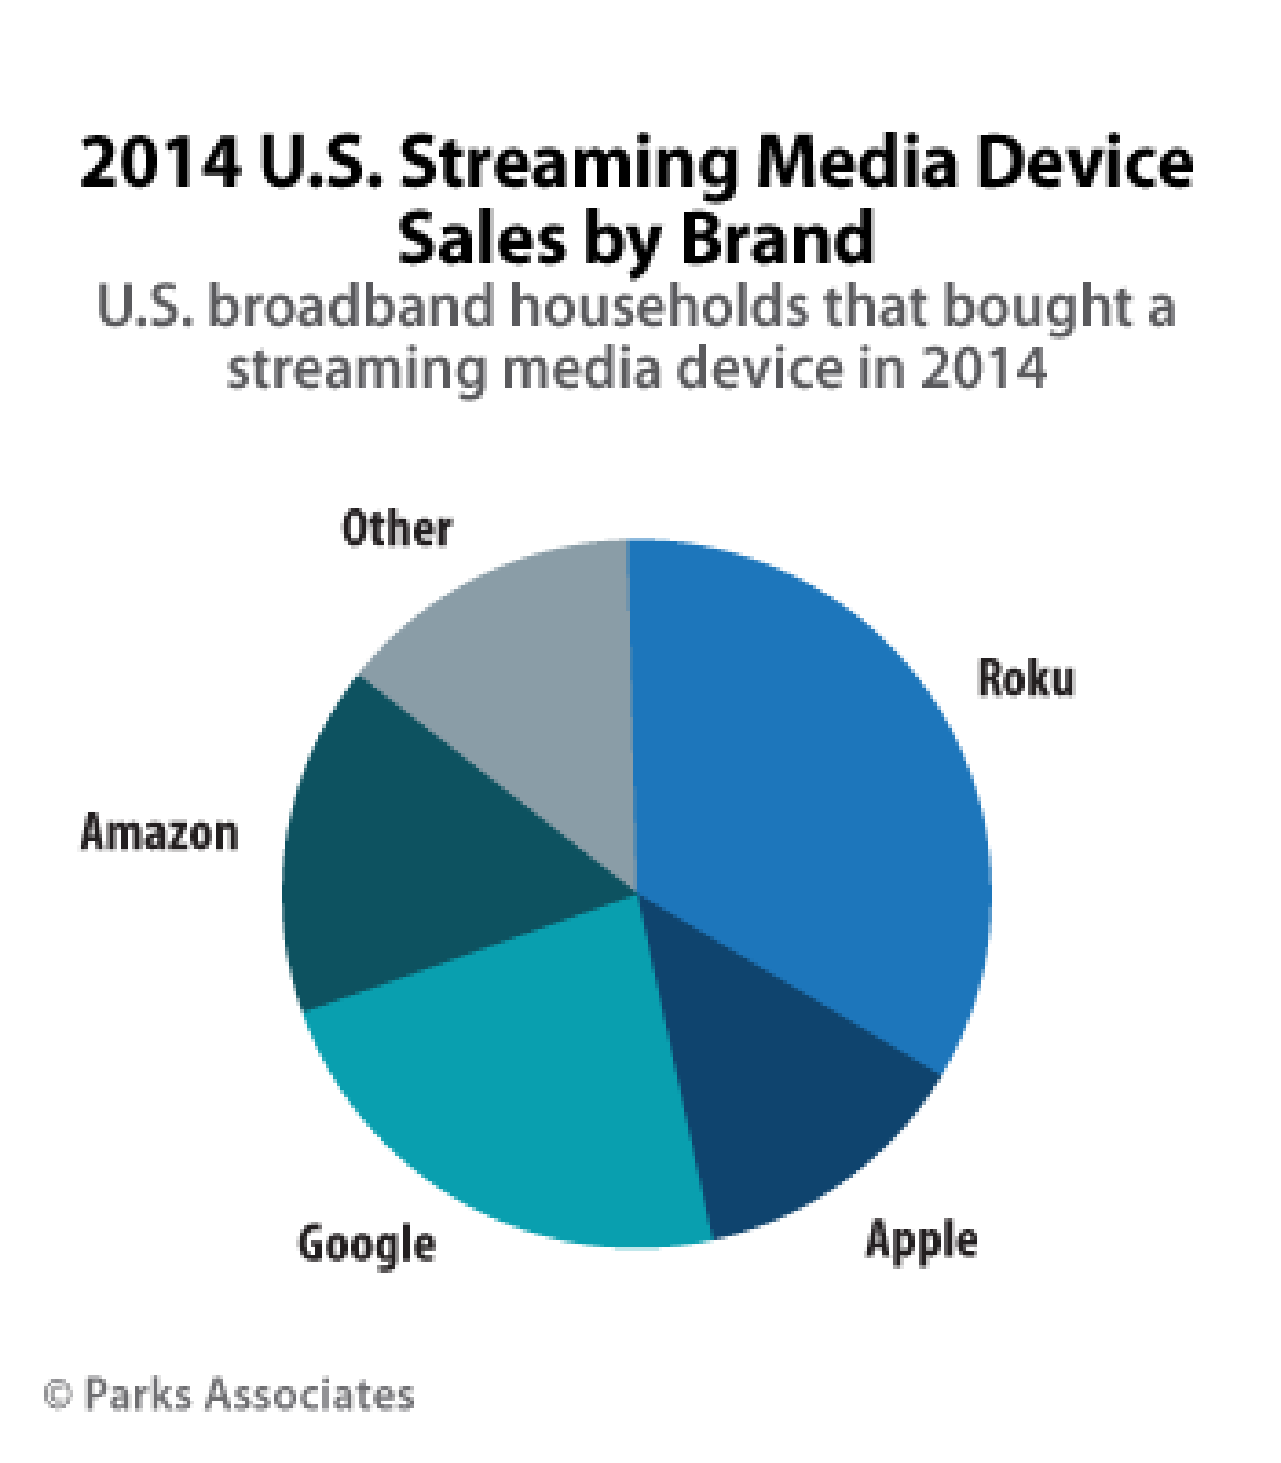 2014 U.S. Streaming Media Device
Sales by Brand
U.S. broadband households that bought a
streaming media device in 2014
Other
Roku
Amazon
Google
Apple
© Parks Associates